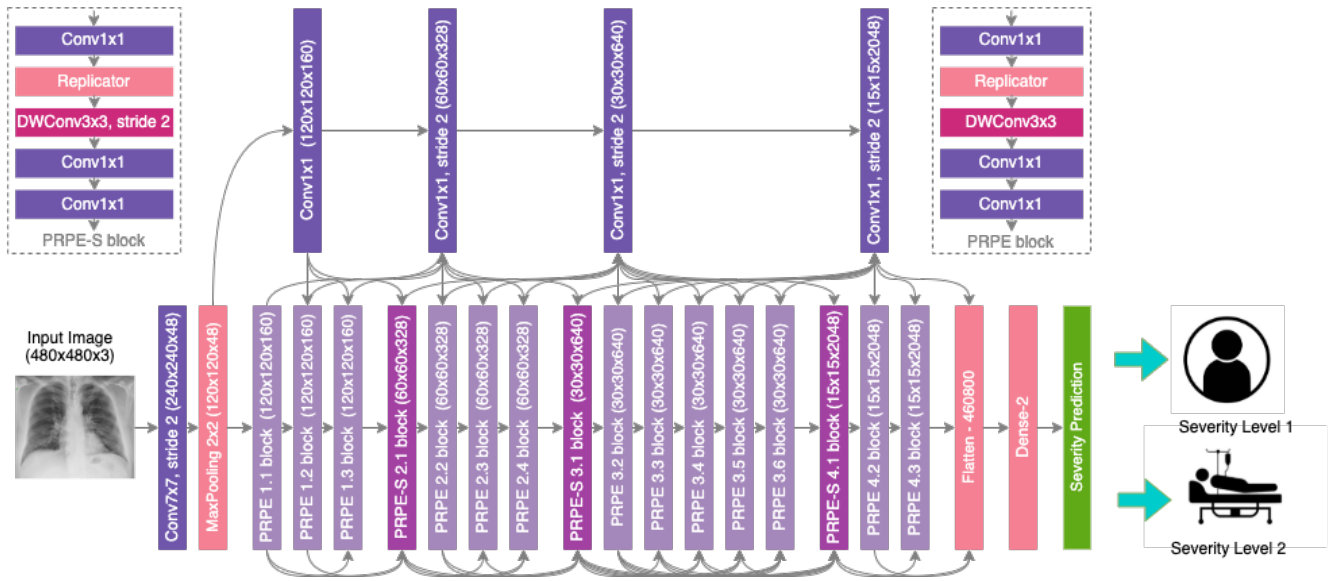 Conv1x1
Replicator
DWConv3x3, stride 2
Conv1x1
Conv1x1
PRPE-S block
Conv1x1 (120x120x160)
Conv1x1, stride 2 (60x60x328)
Conv1x1, stride 2 (30x30x640)
Conv1x1, stride 2 (15x15x2048)
Conv1x1
Replicator
DWConv3x3
Conv1x1
Conv1x1
PRPE block
Input Image
(480x480x3)
Conv7x7, stride 2 (240x240x48)
MaxPooling 2x2 (120x120x48)
PRPE 1.1 block (120x120x160)
PRPE 1.2 block (120x120x160)
PRPE 1.3 block (120x120x160)
PRPE-S 2.1 block (60x60x328)
PRPE 2.2 block (60x60x328)
PRPE 2.3 block (60x60x328)
PRPE 2.4 block (60x60x328)
PRPE-S 3.1 block (30x30x640)
PRPE 3.2 block (30x30x640)
PRPE 3.3 block (30x30x640)
PRPE 3.4 block (30x30x640)
PRPE 3.5 block (30x30x640)
PRPE 3.6 block (30x30x640)
PRPE-S 4.1 block (15x15x2048)
PRPE 4.2 block (15x15x2048)
PRPE 4.3 block (15x15x2048)
Flatten - 460800
Dense-2
Severity Prediction
Severity Level 1
Severity Level 2